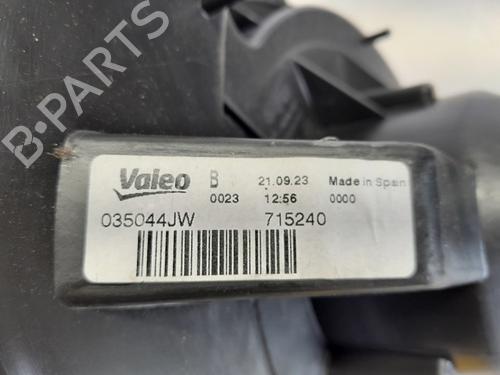 B-PARTS
Valeo B 21.09.23 Made in Spain
0023 12:56 0000
035044JW 715240